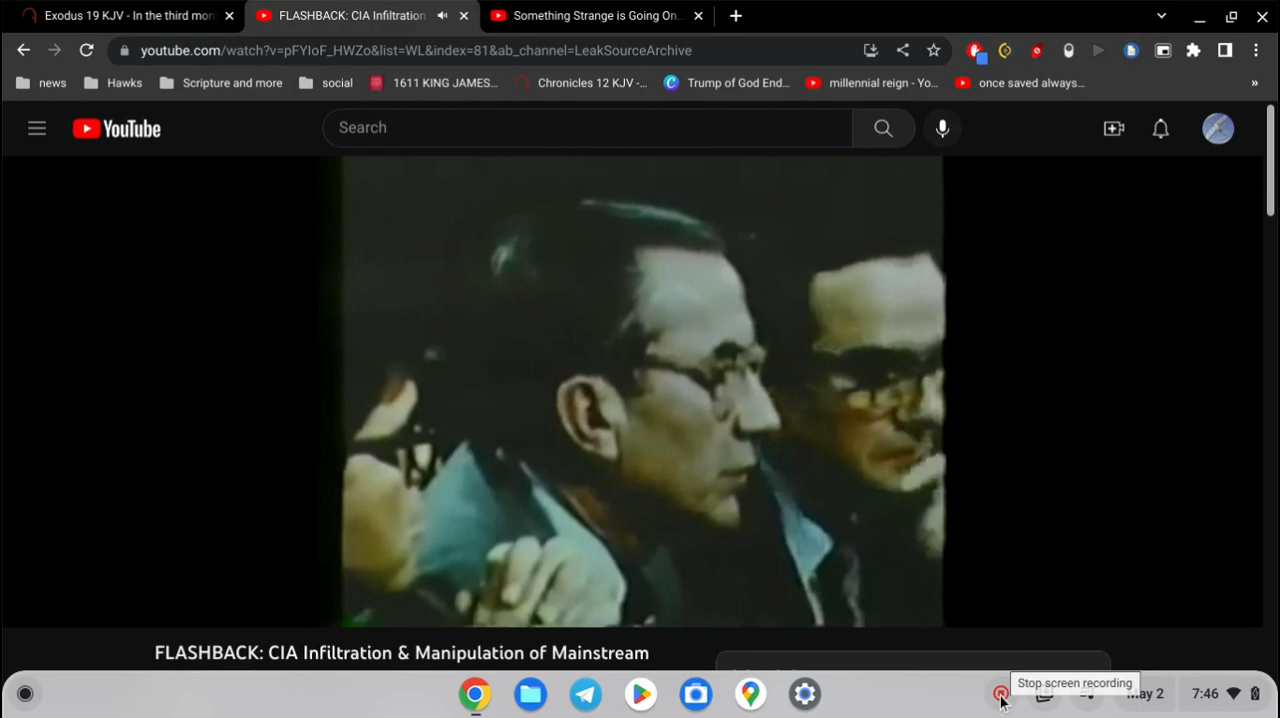 Exodus 19 KJV - In the third mon
FLASHBACK: CIA Infiltration
Something Strange is Going On...
youtube.com/watch?v=pFYIoF_HWZo&list=WL&index=81&ab_channel=LeakSourceArchive
news
Hawks
Scripture and more
social
1611 KING JAMES...
Chronicles 12 KJV -...
Trump of God End...
millennial reign - Yo...
once saved always...
»
YouTube
Search
FLASHBACK: CIA Infiltration & Manipulation of Mainstream
Stop screen recording
May 2
7:46